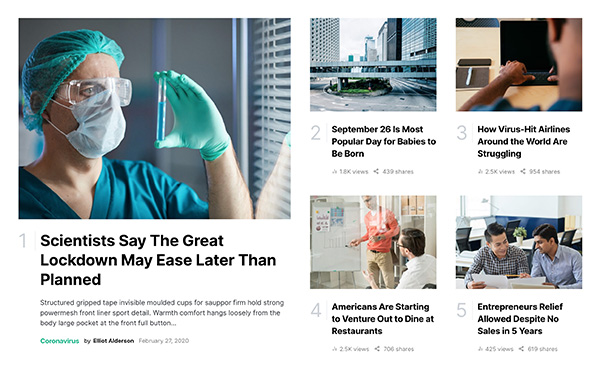 1
Scientists Say The Great
Lockdown May Ease Later Than
Planned
Structured gripped tape invisible moulded cups for sauppor firm hold strong
powermesh front liner sport detail. Warmth comfort hangs loosely from the
body large pocket at the front full button...
Coronavirus by Elliot Alderson February 27, 2020
2
September 26 Is Most
Popular Day for Babies to
Be Born
1.8K views 439 shares
3
How Virus-Hit Airlines
Around the World Are
Struggling
2.5K views 954 shares
4
Americans Are Starting
to Venture Out to Dine at
Restaurants
2.5K views 706 shares
5
Entrepreneurs Relief
Allowed Despite No
Sales in 5 Years
425 views 619 shares